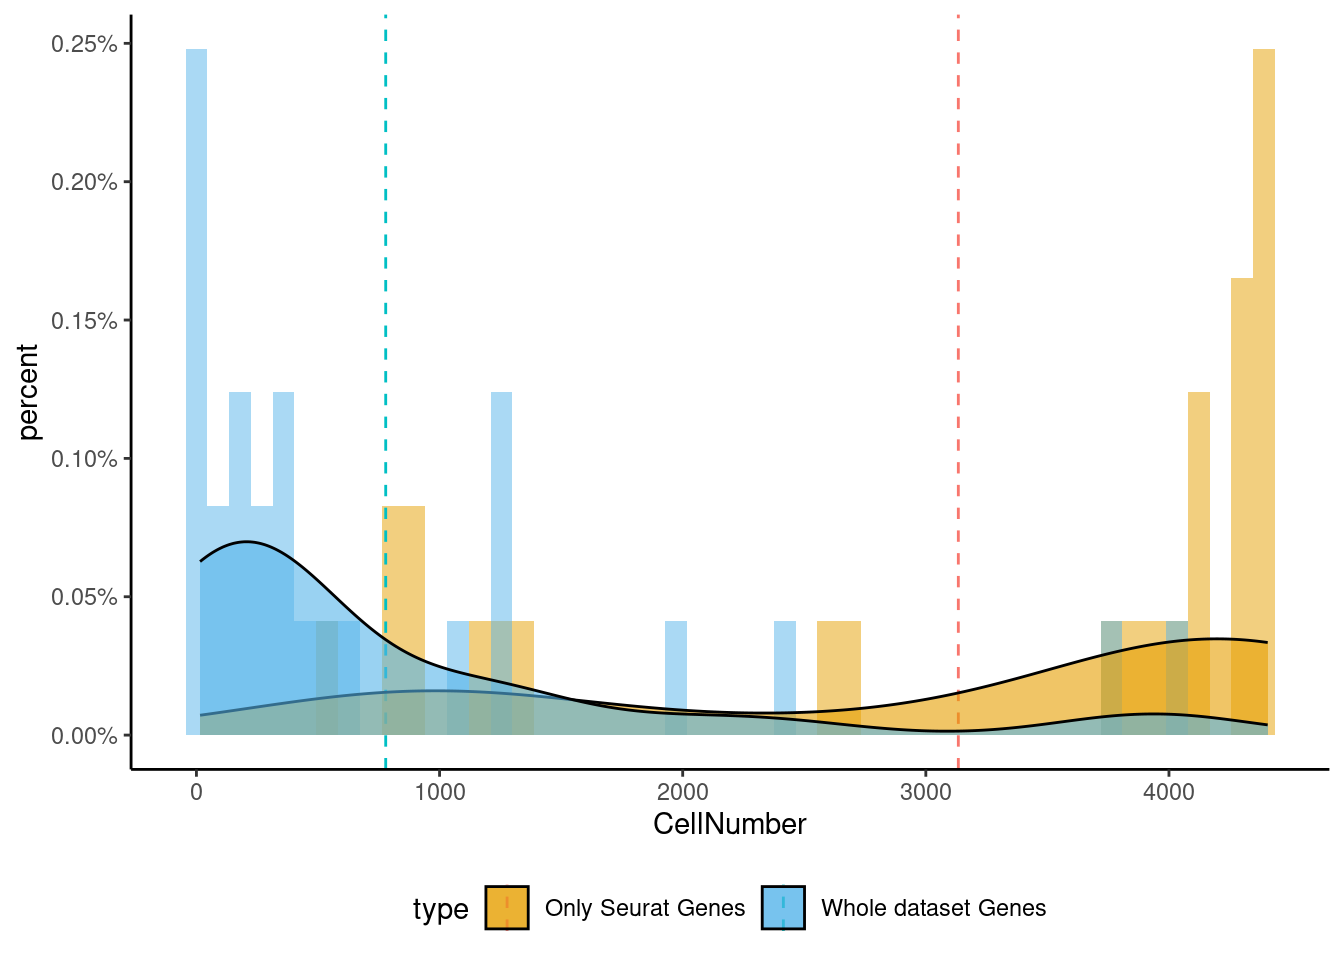 0.25%
0.20%
0.15%
0.10%
0.05%
0.00%
percent
0 1000 2000 3000 4000
CellNumber
type Only Seurat Genes Whole dataset Genes